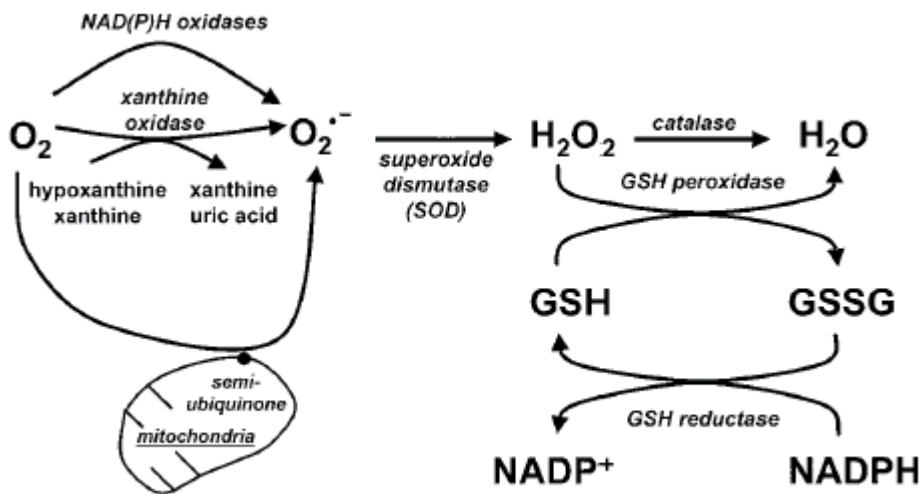 NAD(P)H oxidases
xanthine
oxidase
O₂
O₂·⁻
hypoxanthine
xanthine
xanthine
uric acid
superoxide
dismutase
(SOD)
H₂O₂
catalase
H₂O
GSH peroxidase
GSH
GSSG
semi-
ubiquinone
mitochondria
GSH reductase
NADP⁺
NADPH